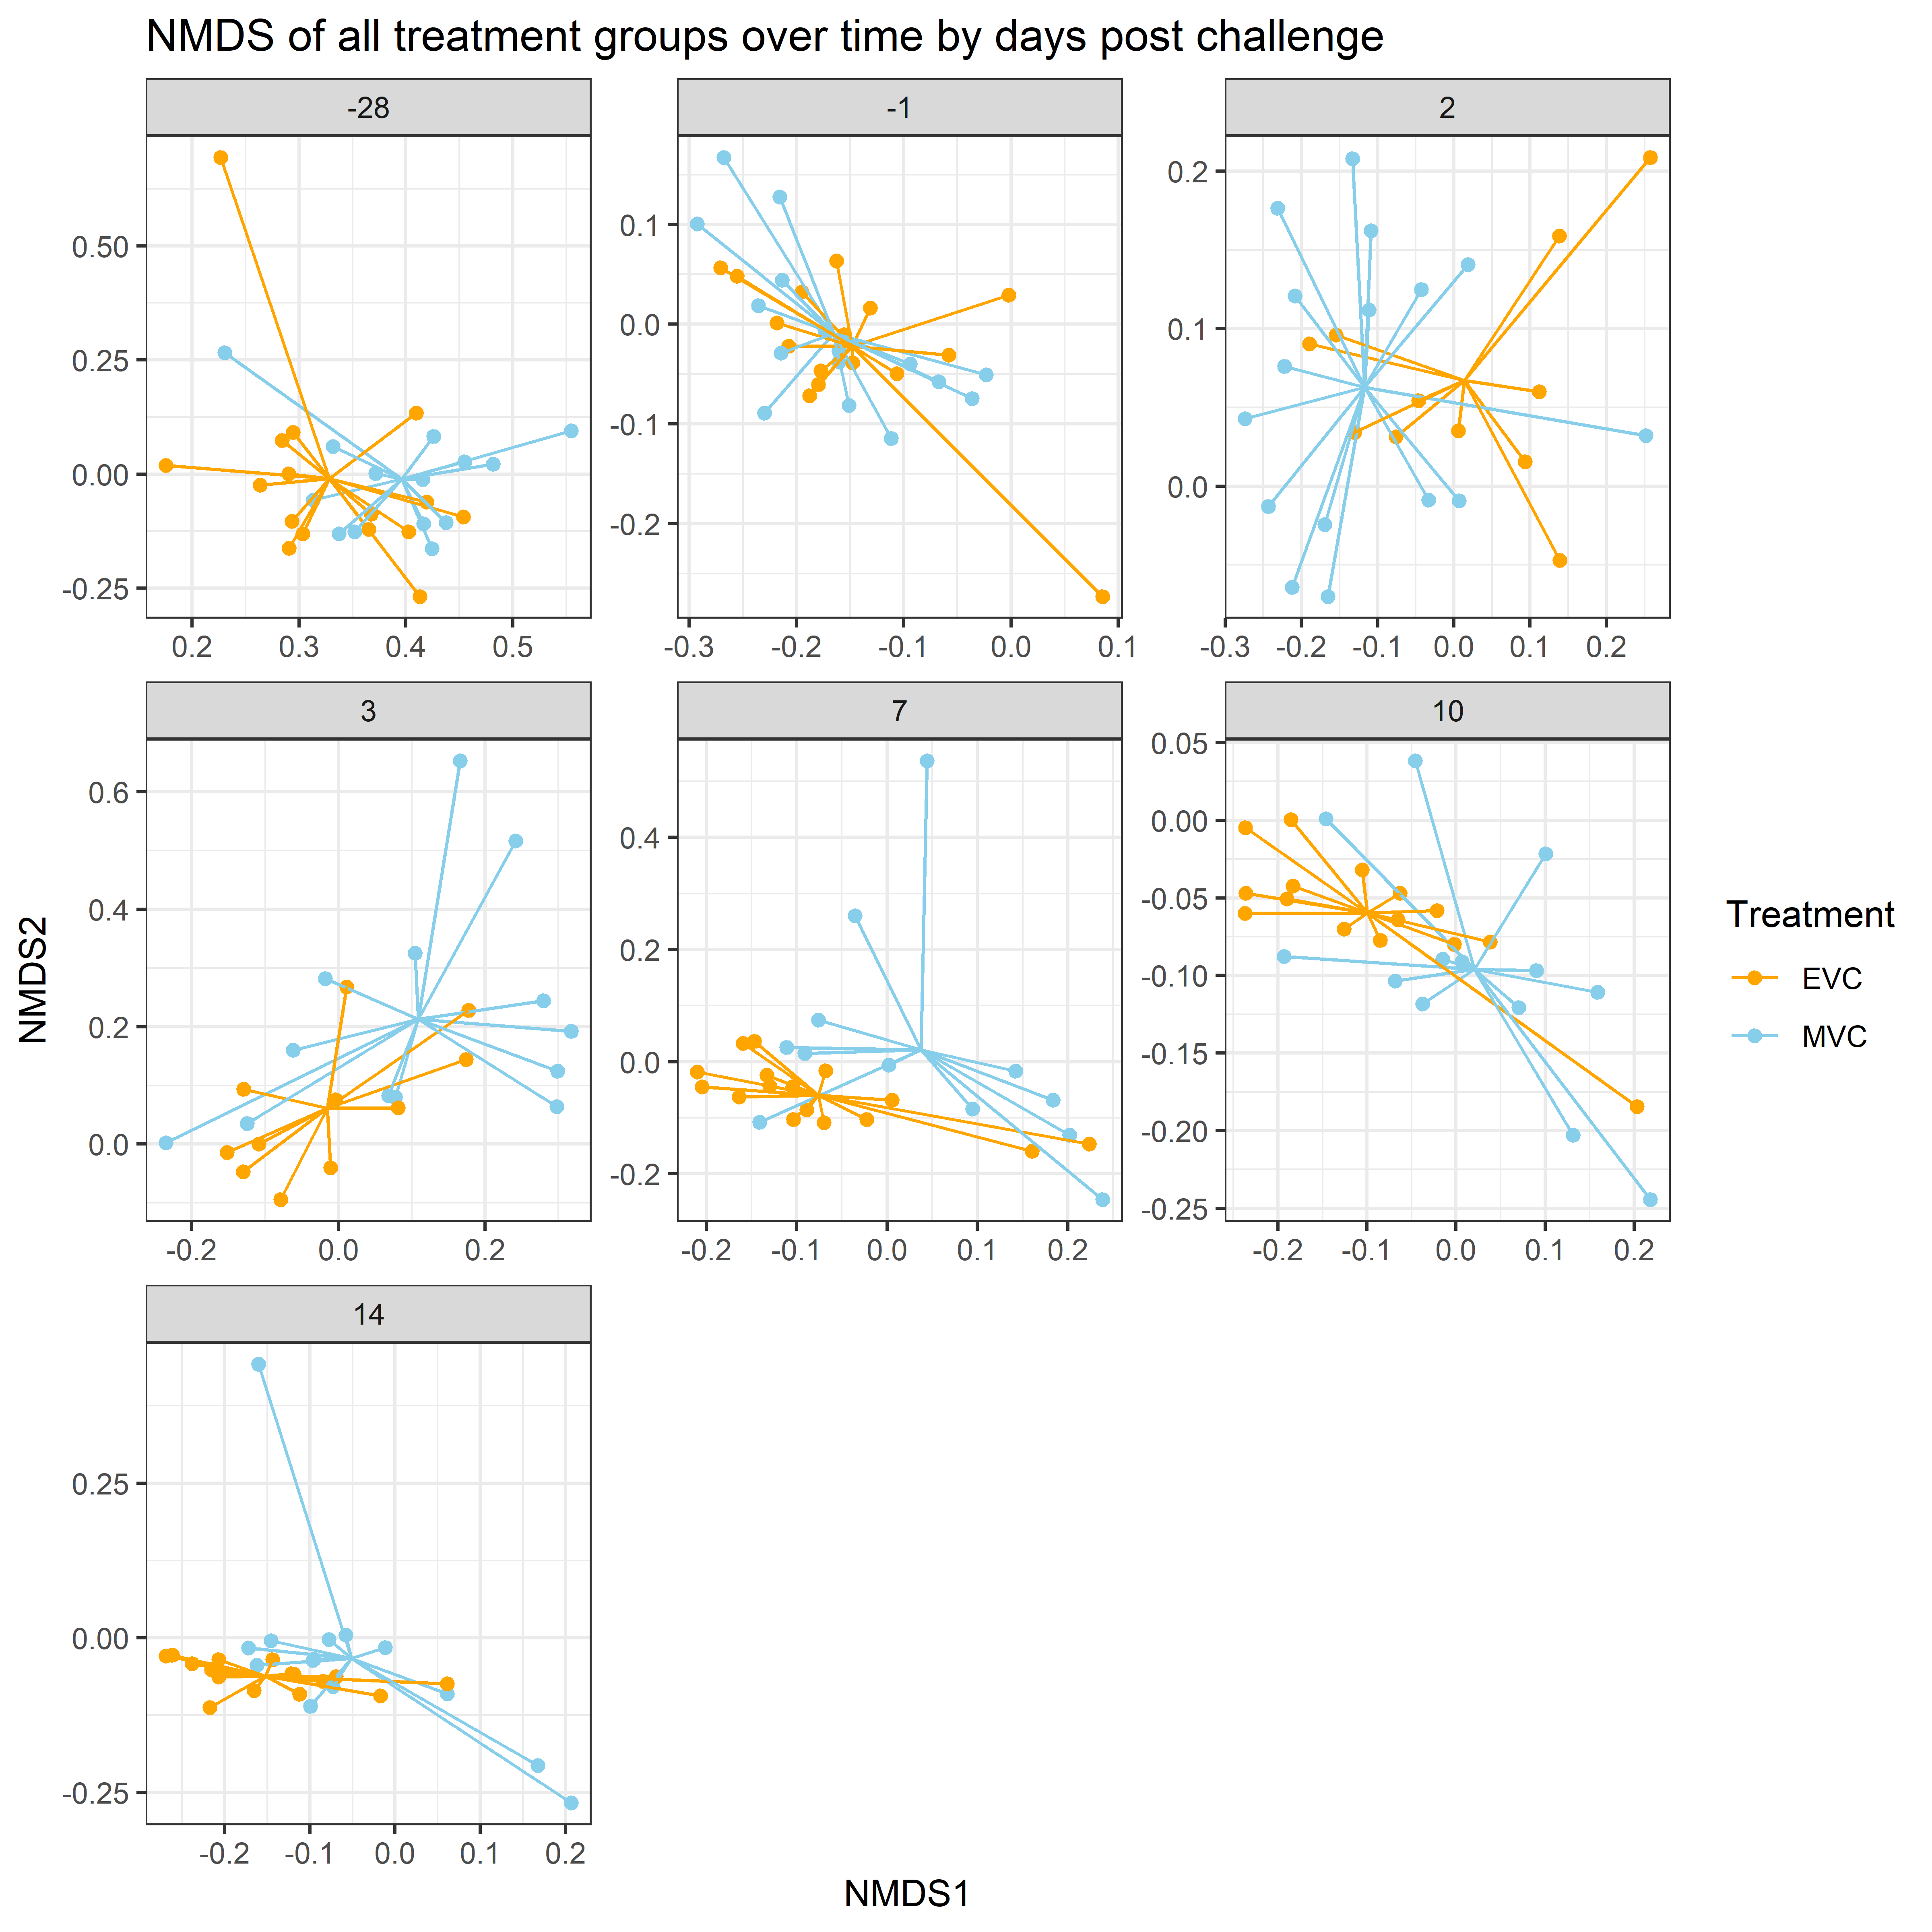 NMDS of all treatment groups over time by days post challenge
-28
-1
2
0.50
0.25
0.00
-0.25
0.1
0.0
-0.1
-0.2
0.2
0.1
0.0
0.2 0.3 0.4 0.5
-0.3 -0.2 -0.1 0.0 0.1
-0.3 -0.2 -0.1 0.0 0.1 0.2
3
7
10
0.6
0.4
0.2
0.0
0.4
0.2
0.0
-0.2
0.05
0.00
-0.05
-0.10
-0.15
-0.20
-0.25
-0.2 0.0 0.2
-0.2 -0.1 0.0 0.1 0.2
-0.2 -0.1 0.0 0.1 0.2
14
0.25
0.00
-0.25
-0.2 -0.1 0.0 0.1 0.2
NMDS2
NMDS1
Treatment
EVC
MVC